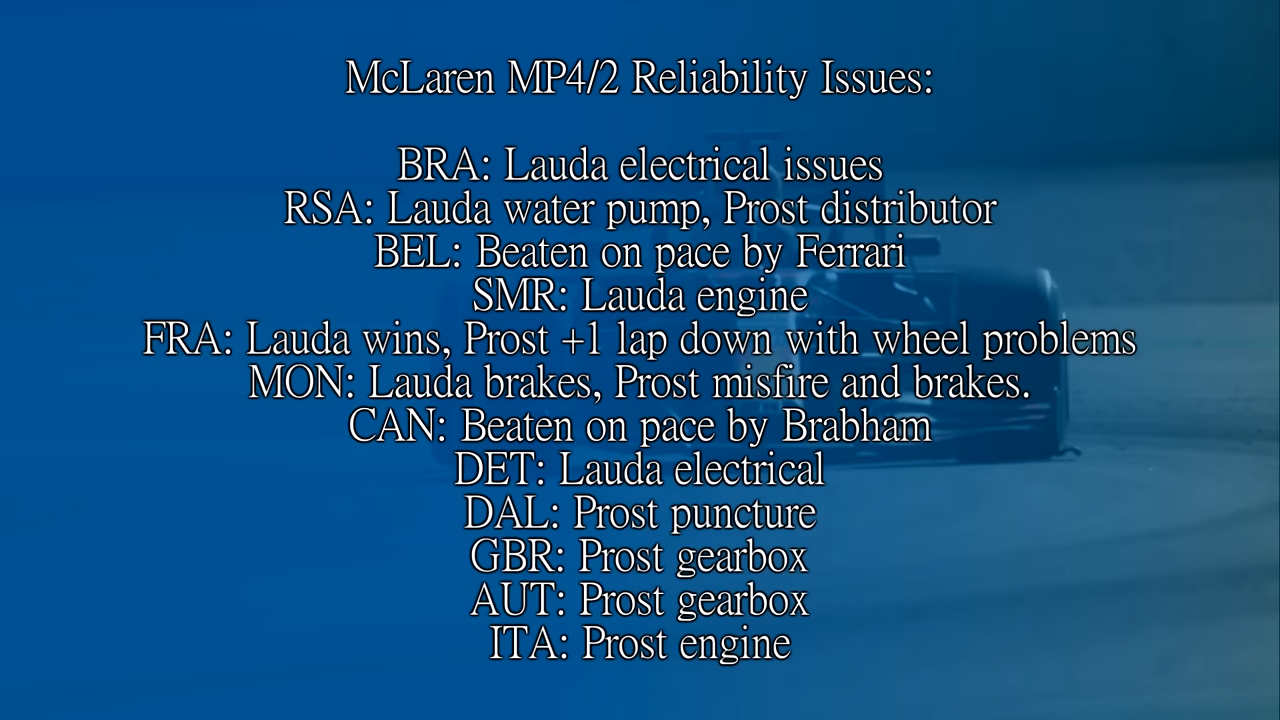 McLaren MP4/2 Reliability Issues:
BRA: Lauda electrical issues
RSA: Lauda water pump, Prost distributor
BEL: Beaten on pace by Ferrari
SMR: Lauda engine
FRA: Lauda wins, Prost +1 lap down with wheel problems
MON: Lauda brakes, Prost misfire and brakes.
CAN: Beaten on pace by Brabham
DET: Lauda electrical
DAL: Prost puncture
GBR: Prost gearbox
AUT: Prost gearbox
ITA: Prost engine